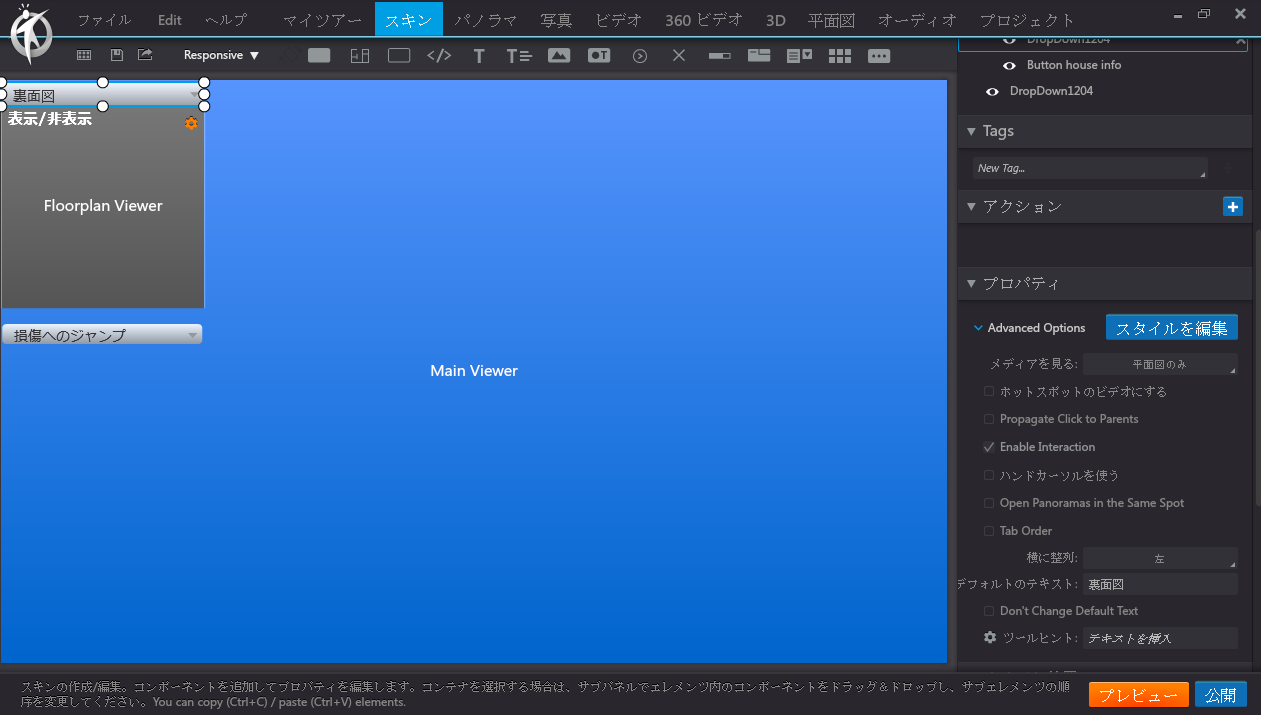 ファイル Edit ヘルプ マイツアー スキン パノラマ 写真 ビデオ 360 ビデオ 3D 平面図 オーディオ プロジェクト
Responsive
裏面図
表示/非表示
Floorplan Viewer
損傷へのジャンプ
Main Viewer
DropDown1204
Button house info
DropDown1204
Tags
New Tag...
アクション
プロパティ
Advanced Options スタイルを編集
メディアを見る: 平面図のみ
ホットスポットのビデオにする
Propagate Click to Parents
Enable Interaction
ハンドカーソルを使う
Open Panoramas in the Same Spot
Tab Order
横に整列: 左
デフォルトのテキスト: 裏面図
Don't Change Default Text
ツールヒント: テキストを挿入
スキンの作成/編集。コンポーネントを追加してプロパティを編集します。コンテナを選択する場合は、サブパネルでエレメンツ内のコンポーネントをドラッグ＆ドロップし、サブエレメンツの順
序を変更してください。You can copy (Ctrl+C) / paste (Ctrl+V) elements.
プレビュー 公開